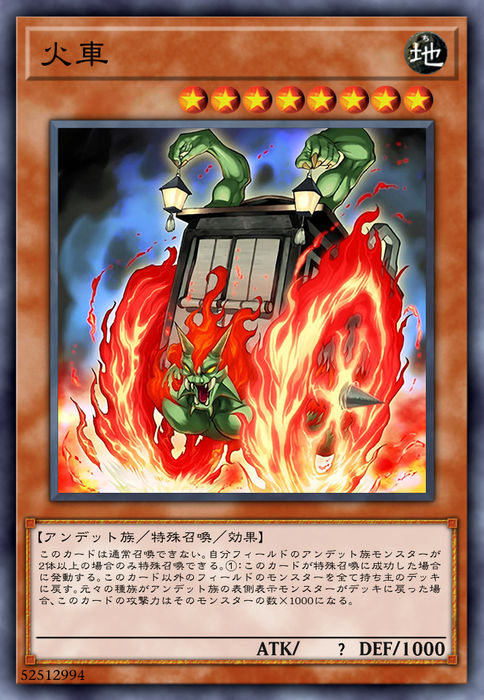 火車
ち
地
【アンデット族／特殊召喚／効果】
このカードは通常召喚できない。自分フィールドのアンデット族モンスターが
2体以上の場合のみ特殊召喚できる。①:このカードが特殊召喚に成功した場合
に発動する。このカード以外のフィールドのモンスターを全て持ち主のデッキ
に戻す。元々の種族がアンデット族の表側表示モンスターがデッキに戻った場
合、このカードの攻撃力はそのモンスターの数×1000になる。
ATK/ ? DEF/1000
52512994